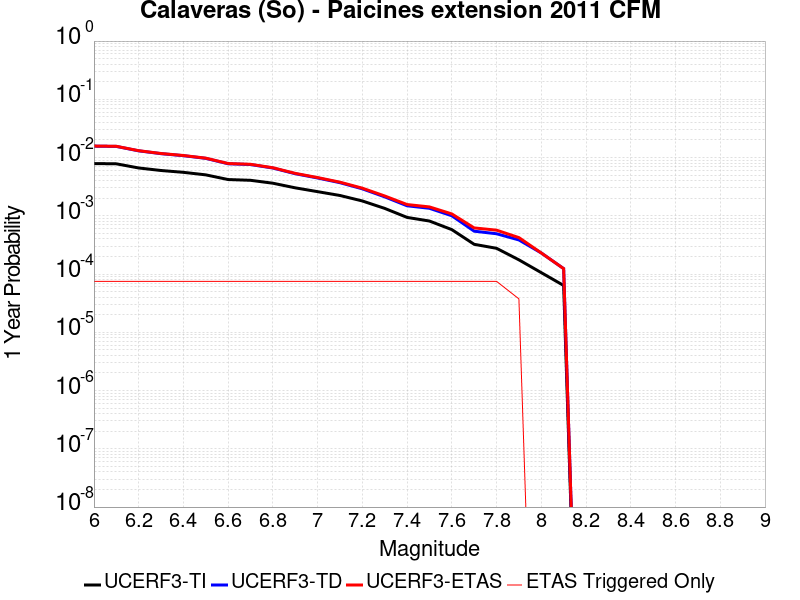 Calaveras (So) - Paicines extension 2011 CFM
10^0
10^-1
10^-2
10^-3
10^-4
10^-5
10^-6
10^-7
10^-8
1 Year Probability
6 6.2 6.4 6.6 6.8 7 7.2 7.4 7.6 7.8 8 8.2 8.4 8.6 8.8 9
Magnitude
UCERF3-TI UCERF3-TD UCERF3-ETAS ETAS Triggered Only